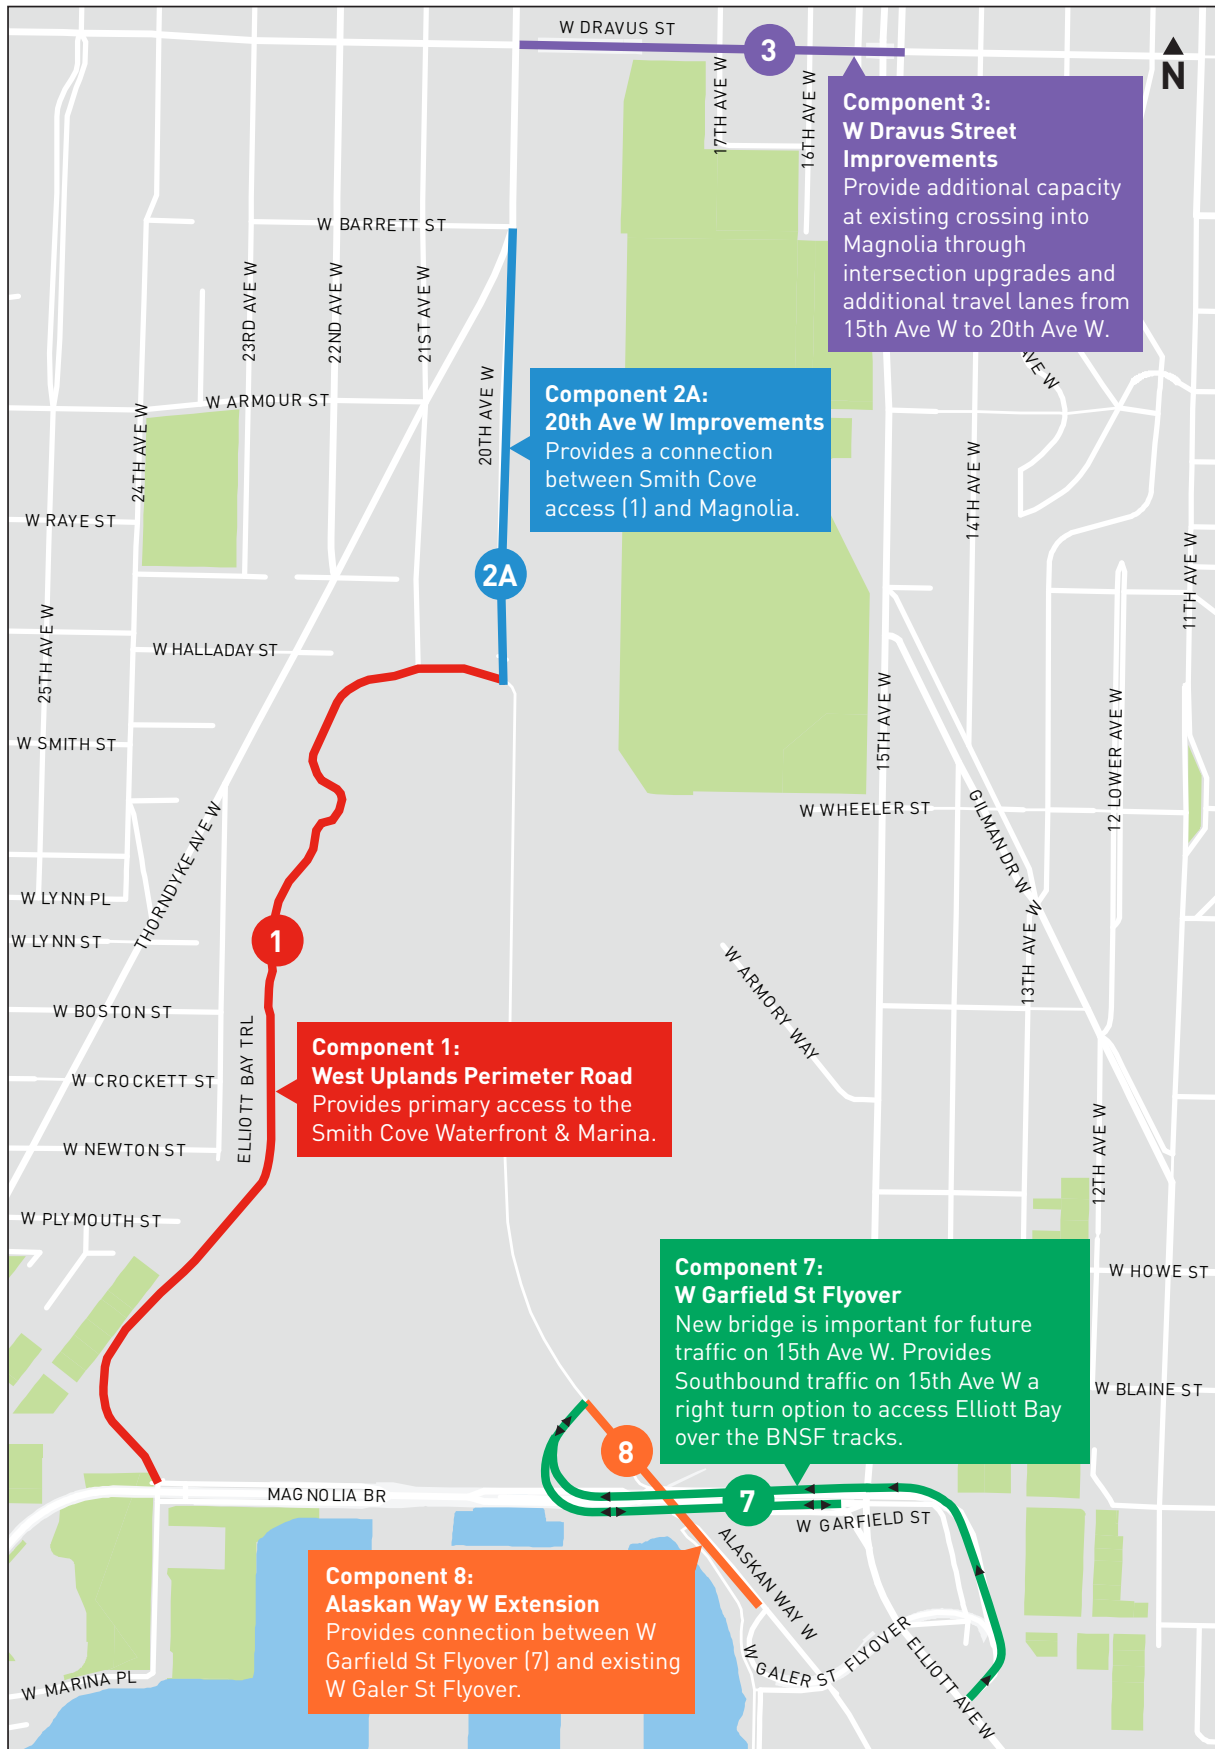 W DRAVUS ST
3
N
17TH AVE W
16TH AVE W
Component 3:
W Dravus Street
Improvements
Provide additional capacity
at existing crossing into
Magnolia through
intersection upgrades and
additional travel lanes from
15th Ave W to 20th Ave W.
W BARRETT ST
23RD AVE W
22ND AVE W
21ST AVE W
AVE W
20TH AVE W
Component 2A:
20th Ave W Improvements
Provides a connection
between Smith Cove
access (1) and Magnolia.
W ARMOUR ST
24TH AVE W
W RAYE ST
14TH AVE W
11TH AVE W
2A
25TH AVE W
W HALLADAY ST
15TH AVE W
12 LOWER AVE W
W SMITH ST
W WHEELER ST
GILMAN DR W
THORNDYKE AVE W
W LYNN PL
W LYNN ST
1
W ARMORY WAY
13TH AVE W
W BOSTON ST
ELLIOTT BAY TRL
Component 1:
West Uplands Perimeter Road
Provides primary access to the
Smith Cove Waterfront & Marina.
W CROCKETT ST
W NEWTON ST
12TH AVE W
W PLYMOUTH ST
Component 7:
W Garfield St Flyover
New bridge is important for future
traffic on 15th Ave W. Provides
Southbound traffic on 15th Ave W a
right turn option to access Elliott Bay
over the BNSF tracks.
W HOWE ST
W BLAINE ST
8
MAGNOLIA BR
7
W GARFIELD ST
ALASKAN WAY W
Component 8:
Alaskan Way W Extension
Provides connection between W
Garfield St Flyover (7) and existing
W Galer St Flyover.
W GALER ST FLYOVER
ELLIOTT AVE W
W MARINA PL